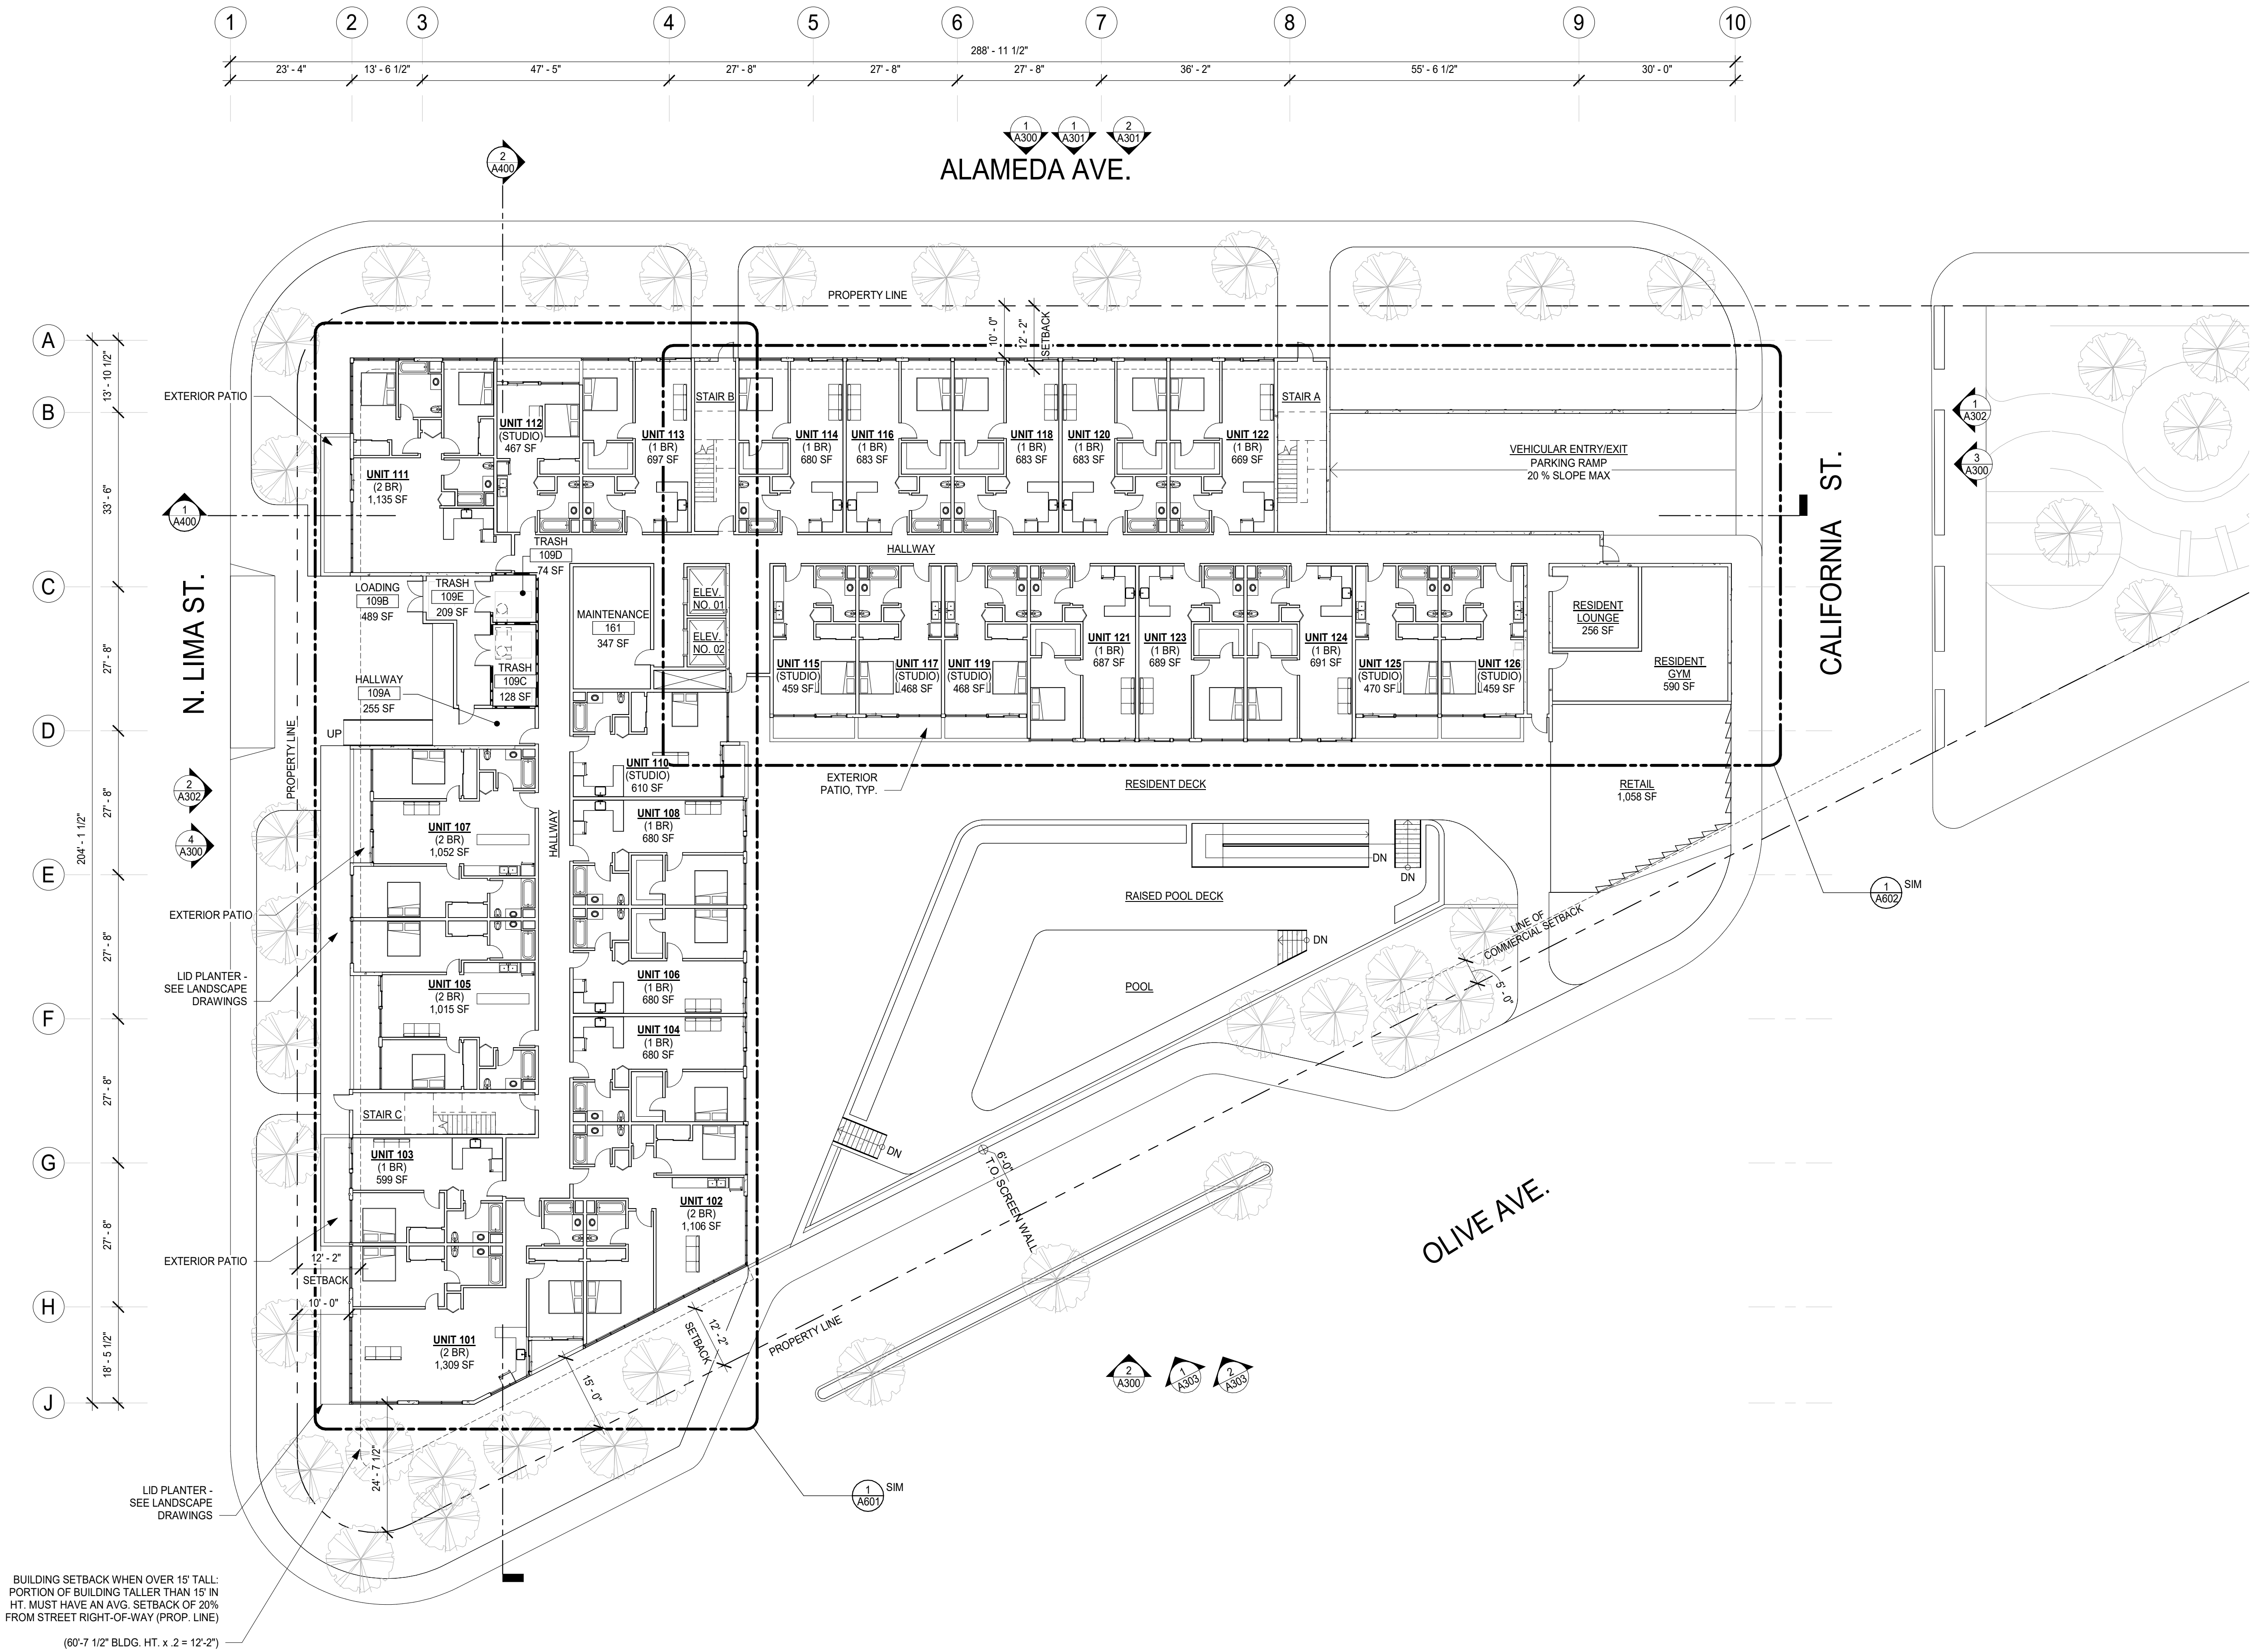 1
2
3
4
5
6
7
8
9
10
288' - 11 1/2"
23' - 4"
13' - 6 1/2"
47' - 5"
27' - 8"
27' - 8"
27' - 8"
36' - 2"
55' - 6 1/2"
30' - 0"
1
A300
1
A301
2
A301
ALAMEDA AVE.
2
A400
PROPERTY LINE
10' - 0"
12' - 2"
SETBACK
A
B
C
D
E
F
G
H
J
13' - 10 1/2"
33' - 6"
27' - 8"
27' - 8"
27' - 8"
27' - 8"
27' - 8"
18' - 5 1/2"
204' - 1 1/2"
EXTERIOR PATIO
UNIT 111
(2 BR)
1,135 SF
UNIT 112
(STUDIO)
467 SF
UNIT 113
(1 BR)
697 SF
STAIR B
UNIT 114
(1 BR)
680 SF
UNIT 116
(1 BR)
683 SF
UNIT 118
(1 BR)
683 SF
UNIT 120
(1 BR)
683 SF
UNIT 122
(1 BR)
669 SF
STAIR A
VEHICULAR ENTRY/EXIT
PARKING RAMP
20 % SLOPE MAX
1
A302
3
A300
CALIFORNIA ST.
1
A400
N. LIMA ST.
TRASH
109D
74 SF
HALLWAY
LOADING
109B
489 SF
TRASH
109E
209 SF
MAINTENANCE
161
347 SF
ELEV.
NO. 01
ELEV.
NO. 02
TRASH
109C
128 SF
HALLWAY
109A
255 SF
UP
UNIT 115
(STUDIO)
459 SF
UNIT 117
(STUDIO)
468 SF
UNIT 119
(STUDIO)
468 SF
UNIT 121
(1 BR)
687 SF
UNIT 123
(1 BR)
689 SF
UNIT 124
(1 BR)
691 SF
UNIT 125
(STUDIO)
470 SF
UNIT 126
(STUDIO)
459 SF
RESIDENT
LOUNGE
256 SF
RESIDENT
GYM
590 SF
PROPERTY LINE
2
A302
4
A300
UNIT 110
(STUDIO)
610 SF
EXTERIOR
PATIO, TYP.
RESIDENT DECK
RETAIL
1,058 SF
UNIT 107
(2 BR)
1,052 SF
HALLWAY
UNIT 108
(1 BR)
680 SF
DN
DN
RAISED POOL DECK
1
A602
SIM
EXTERIOR PATIO
LINE OF
COMMERCIAL SETBACK
DN
LID PLANTER -
SEE LANDSCAPE
DRAWINGS
UNIT 105
(2 BR)
1,015 SF
UNIT 106
(1 BR)
680 SF
POOL
5' - 0"
UNIT 104
(1 BR)
680 SF
STAIR C
DN
UNIT 103
(1 BR)
599 SF
6'-0"
T.O. SCREEN WALL
UNIT 102
(2 BR)
1,106 SF
OLIVE AVE.
EXTERIOR PATIO
12' - 2"
SETBACK
10' - 0"
UNIT 101
(2 BR)
1,309 SF
12' - 2"
SETBACK
PROPERTY LINE
15' - 0"
2
A300
1
A303
2
A303
24' - 7 1/2"
LID PLANTER -
SEE LANDSCAPE
DRAWINGS
1
A601
SIM
BUILDING SETBACK WHEN OVER 15' TALL:
PORTION OF BUILDING TALLER THAN 15' IN
HT. MUST HAVE AN AVG. SETBACK OF 20%
FROM STREET RIGHT-OF-WAY (PROP. LINE)
(60'-7 1/2" BLDG. HT. x .2 = 12'-2")